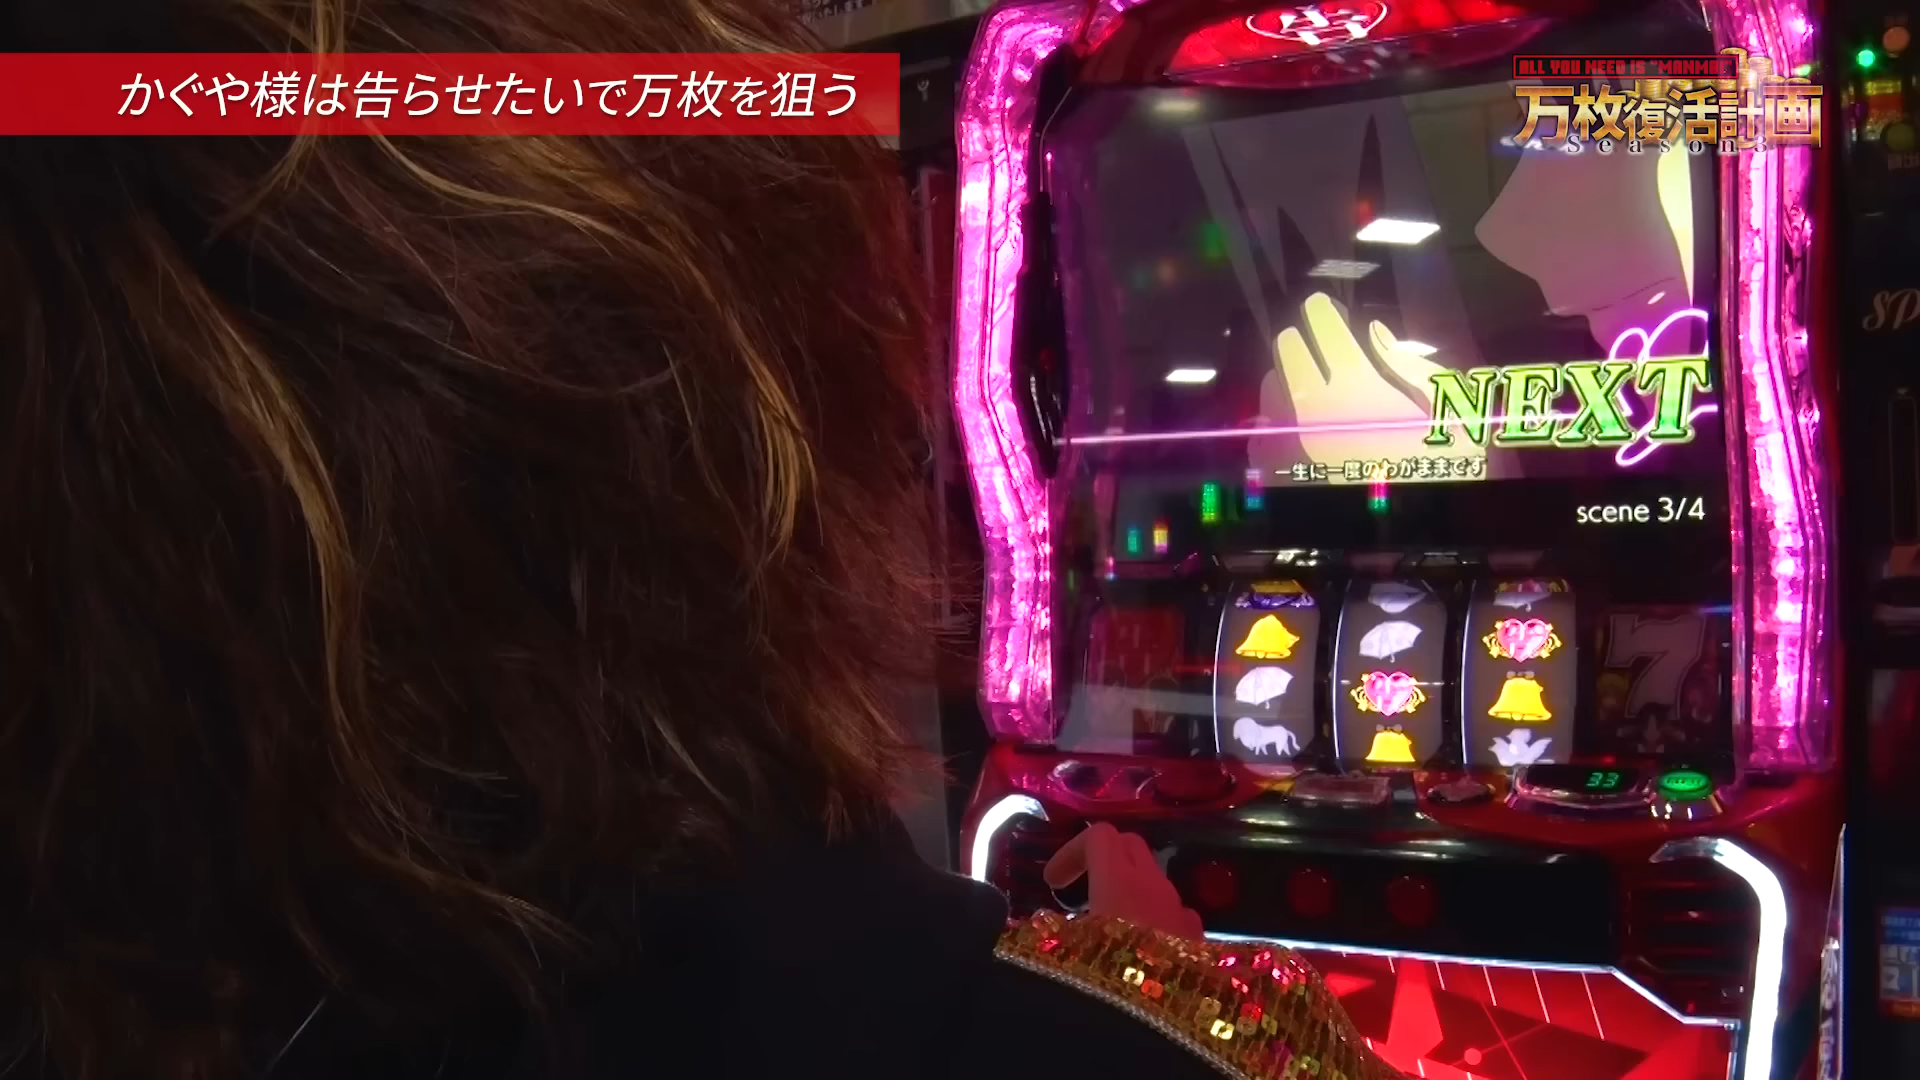 かぐや様は告らせたいで万枚を狙う
ALL YOU NEED IS "MANMAI"
万枚復活計画
Season3
NEXT
一生に一度のわがままです
scene 3/4
7
33
SP